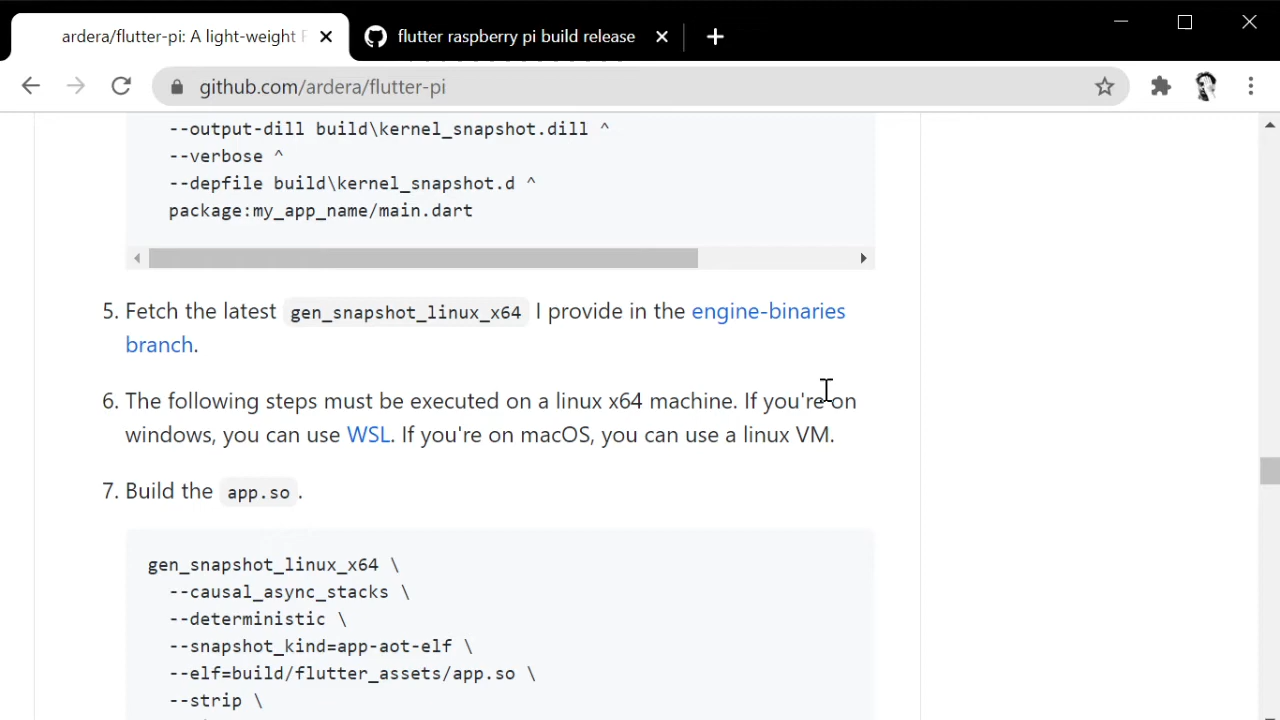 ardera/flutter-pi: A light-weight
flutter raspberry pi build release
github.com/ardera/flutter-pi
--output-dill build\kernel_snapshot.dill ^
--verbose ^
--depfile build\kernel_snapshot.d ^
package:my_app_name/main.dart
5. Fetch the latest gen_snapshot_linux_x64 I provide in the engine-binaries
branch.
6. The following steps must be executed on a linux x64 machine. If you're on
windows, you can use WSL. If you're on macOS, you can use a linux VM.
7. Build the app.so.
gen_snapshot_linux_x64 \
--causal_async_stacks \
--deterministic \
--snapshot_kind=app-aot-elf \
--elf=build/flutter_assets/app.so \
--strip \